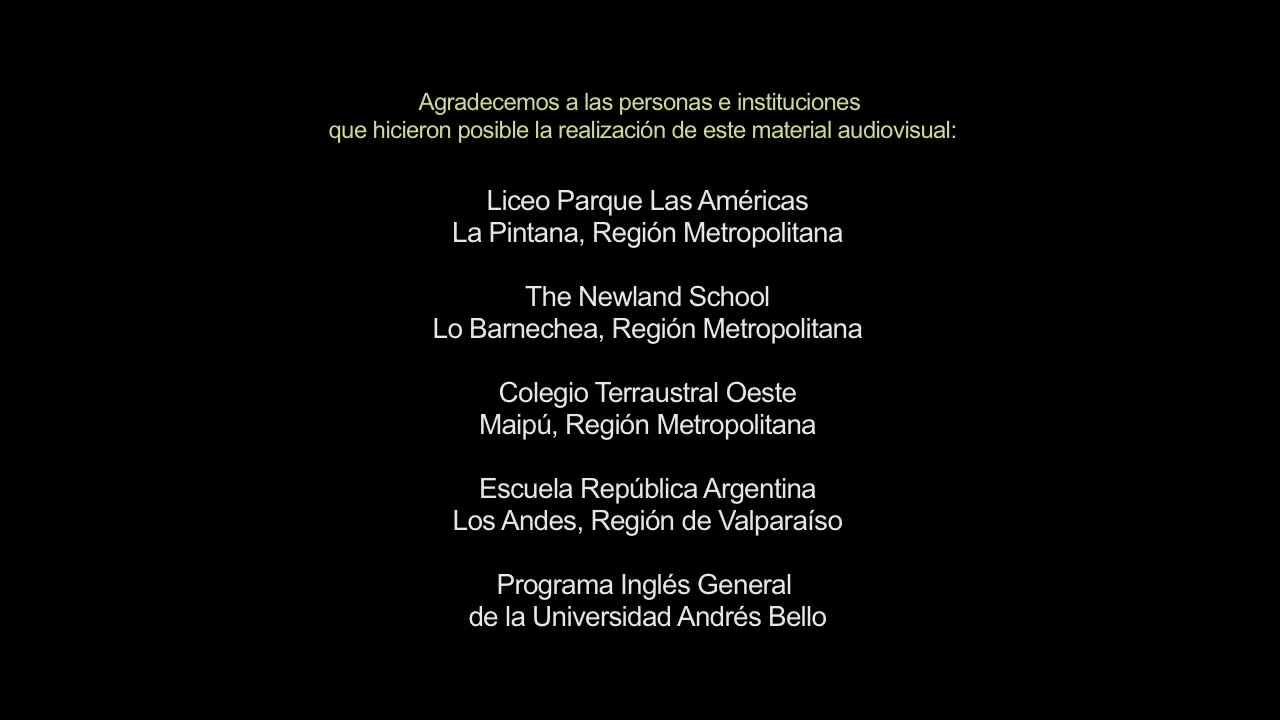 Agradecemos a las personas e instituciones
que hicieron posible la realización de este material audiovisual:
Liceo Parque Las Américas
La Pintana, Región Metropolitana
The Newland School
Lo Barnechea, Región Metropolitana
Colegio Terraustral Oeste
Maipú, Región Metropolitana
Escuela República Argentina
Los Andes, Región de Valparaíso
Programa Inglés General
de la Universidad Andrés Bello